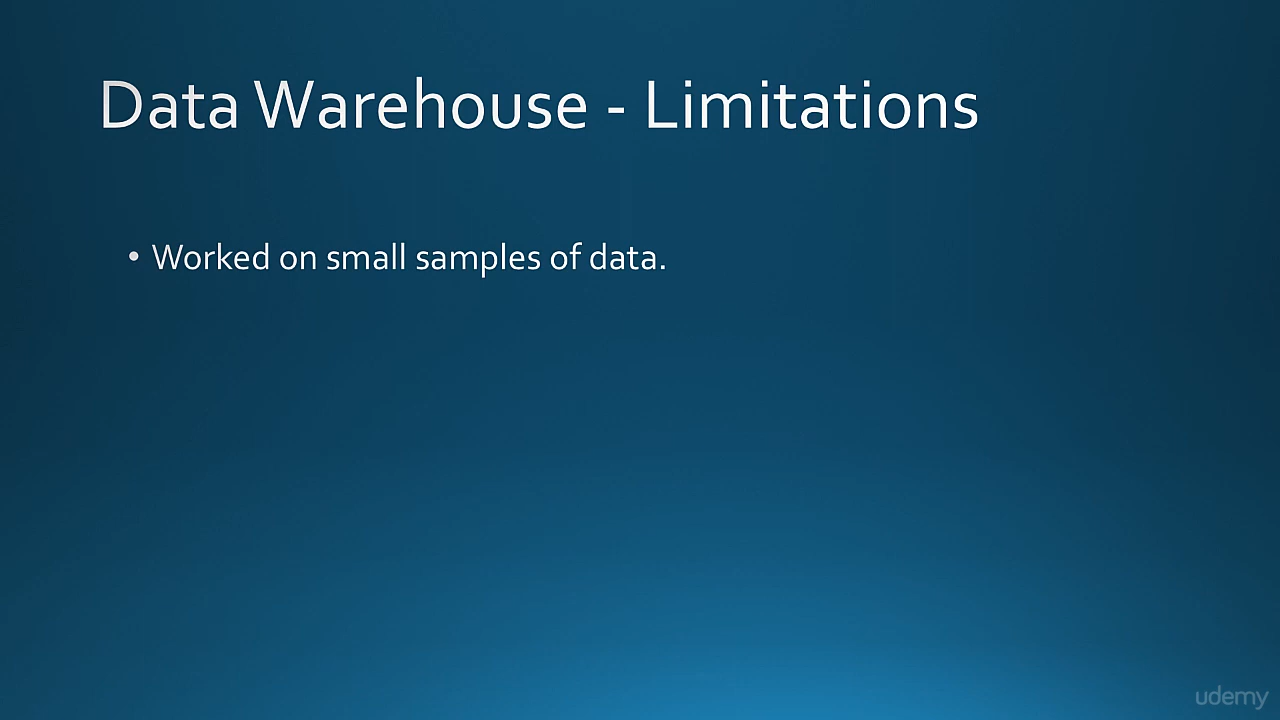 Data Warehouse - Limitations
• Worked on small samples of data.
udemy